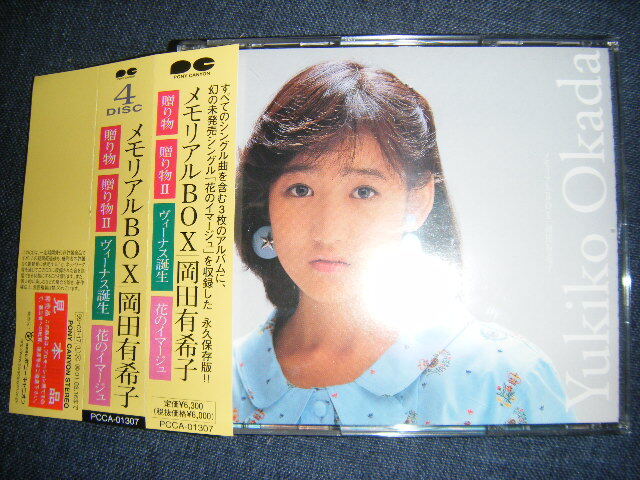 PONY CANYON
すべてのシングル曲を含む3枚のアルバムに、
幻の未発売シングル「花のイマージュ」を収録した 永久保存版!!
メモリアルBOX 岡田有希子
贈り物
贈り物II
ヴィーナス誕生
花のイマージュ
定価¥6,300
(税抜価格¥6,000)
PCCA-01307
4
DISC
メモリアルBOX 岡田有希子
贈り物
贈り物II
ヴィーナス誕生
花のイマージュ
PCCA-01307
見本品
PONY CANYON STEREO
Yukiko Okada